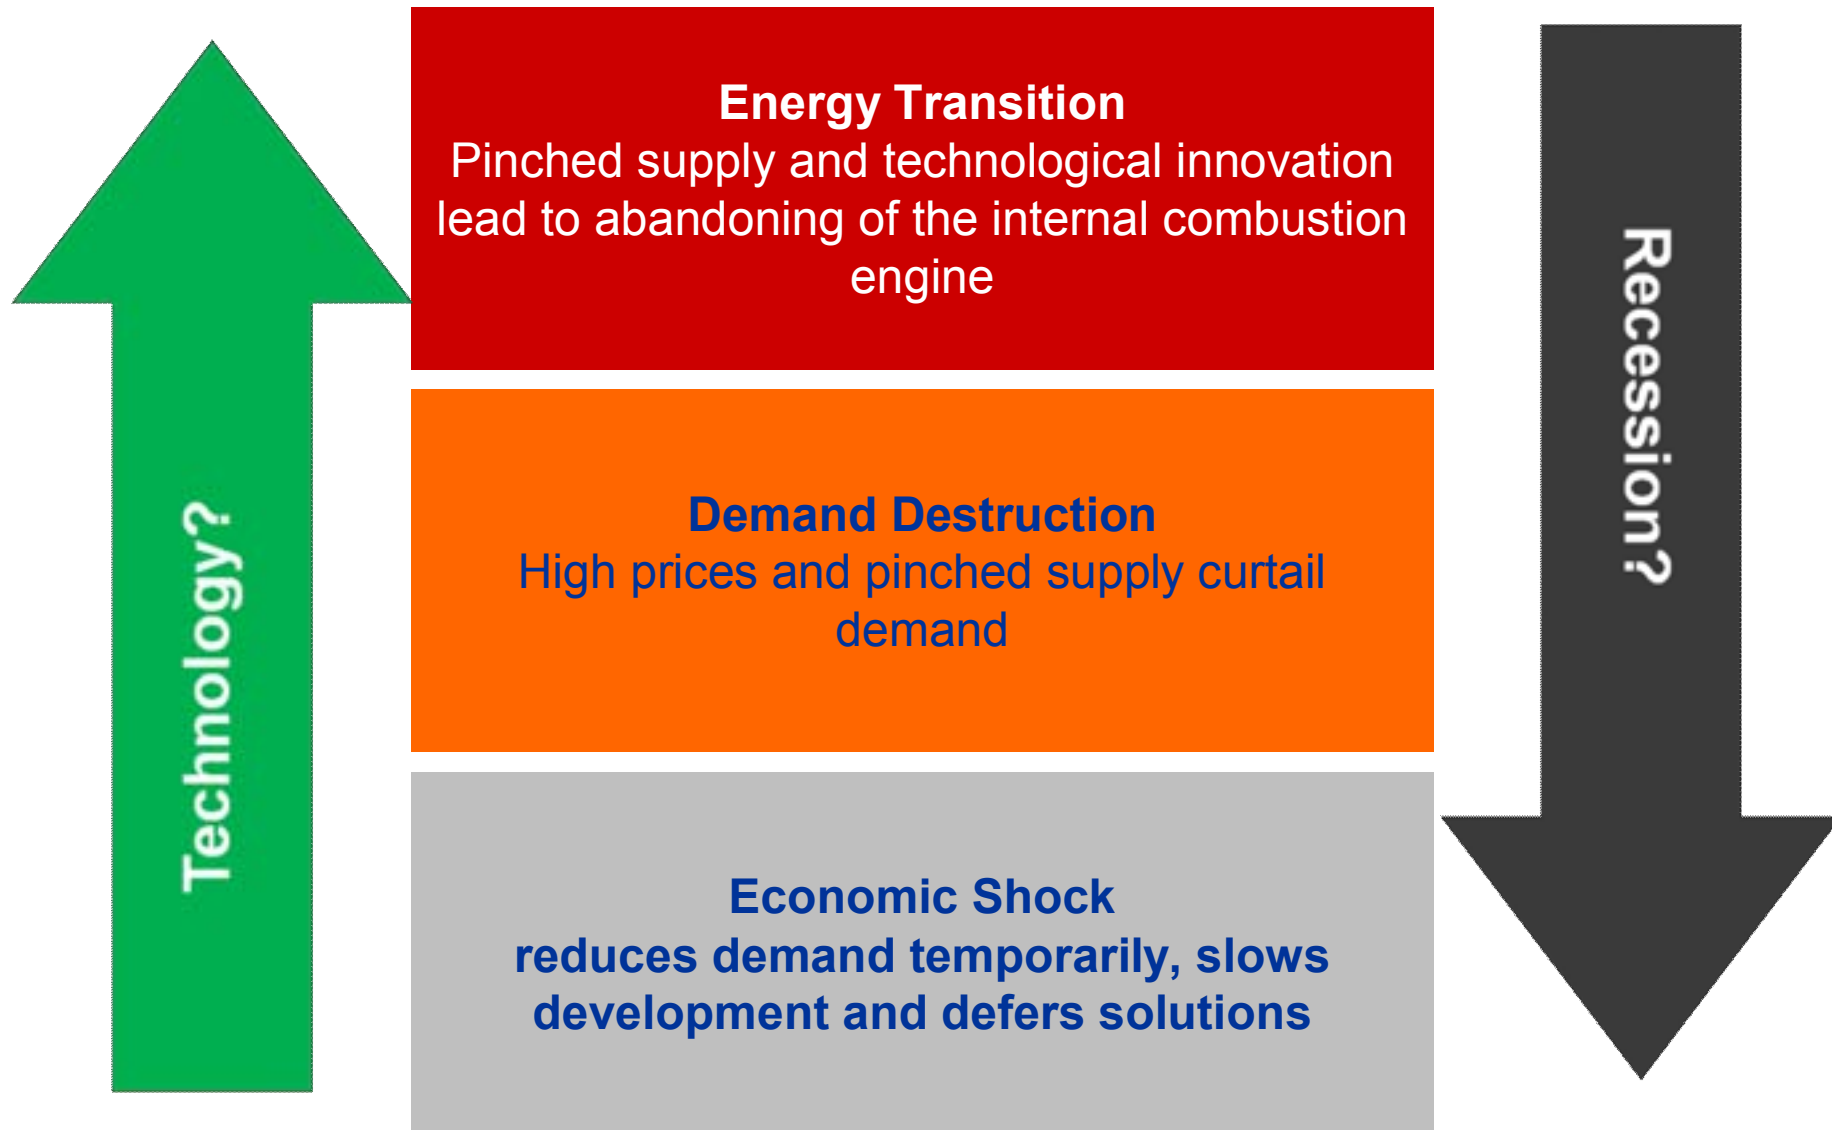 Technology?
Energy Transition
Pinched supply and technological innovation
lead to abandoning of the internal combustion
engine
Demand Destruction
High prices and pinched supply curtail
demand
Economic Shock
reduces demand temporarily, slows
development and defers solutions
Recession?